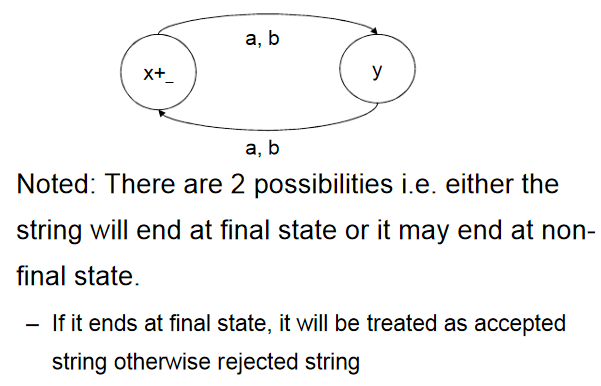 a, b
x+_
y
a, b
Noted: There are 2 possibilities i.e. either the
string will end at final state or it may end at non-
final state.
– If it ends at final state, it will be treated as accepted
string otherwise rejected string